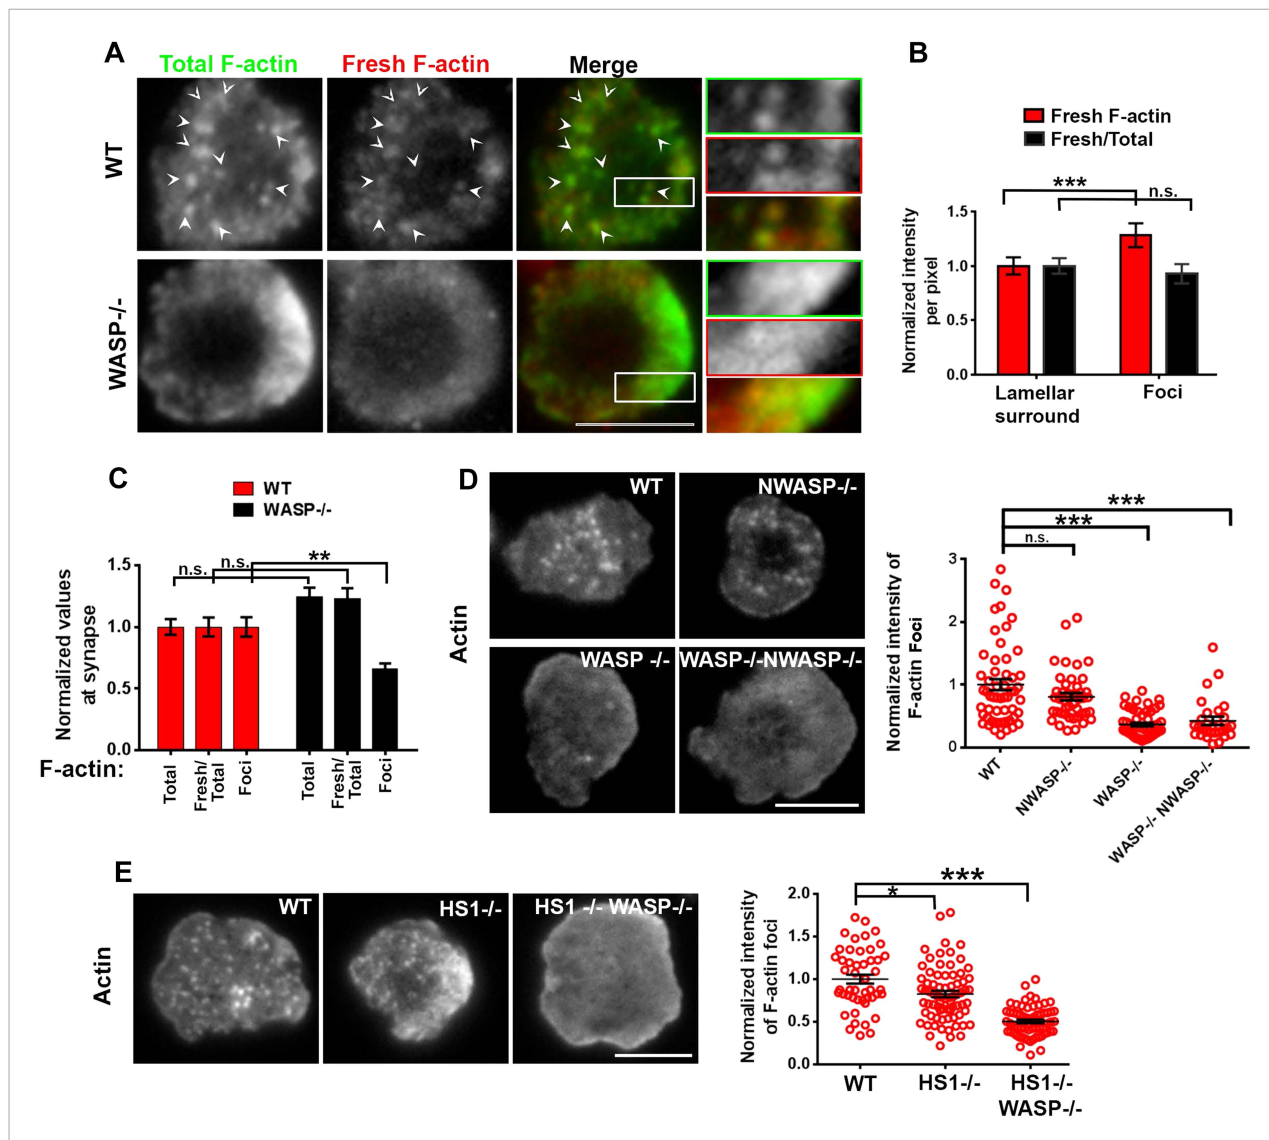 A
Total F-actin
Fresh F-actin
Merge
WT
WASP-/-
B
Fresh F-actin
Fresh/Total
***
n.s.
1.5
1.0
0.5
0.0
Normalized intensity
per pixel
Lamellar
surround
Foci
C
WT
WASP-/-
n.s.
n.s.
**
1.5
1.0
0.5
0.0
Normalized values
at synapse
F-actin:
Total
Fresh/
Total
Foci
Total
Fresh/
Total
Foci
D
Actin
WT
NWASP-/-
WASP -/-
WASP-/-NWASP-/-
***
***
n.s.
3
2
1
0
Normalized intensity of
F-actin Foci
WT
NWASP-/-
WASP-/-
WASP-/- NWASP-/-
E
Actin
WT
HS1-/-
HS1 -/- WASP-/-
***
*
2.0
1.5
1.0
0.5
0.0
Normalized intensity
of F-actin foci
WT
HS1-/-
HS1-/-
WASP-/-